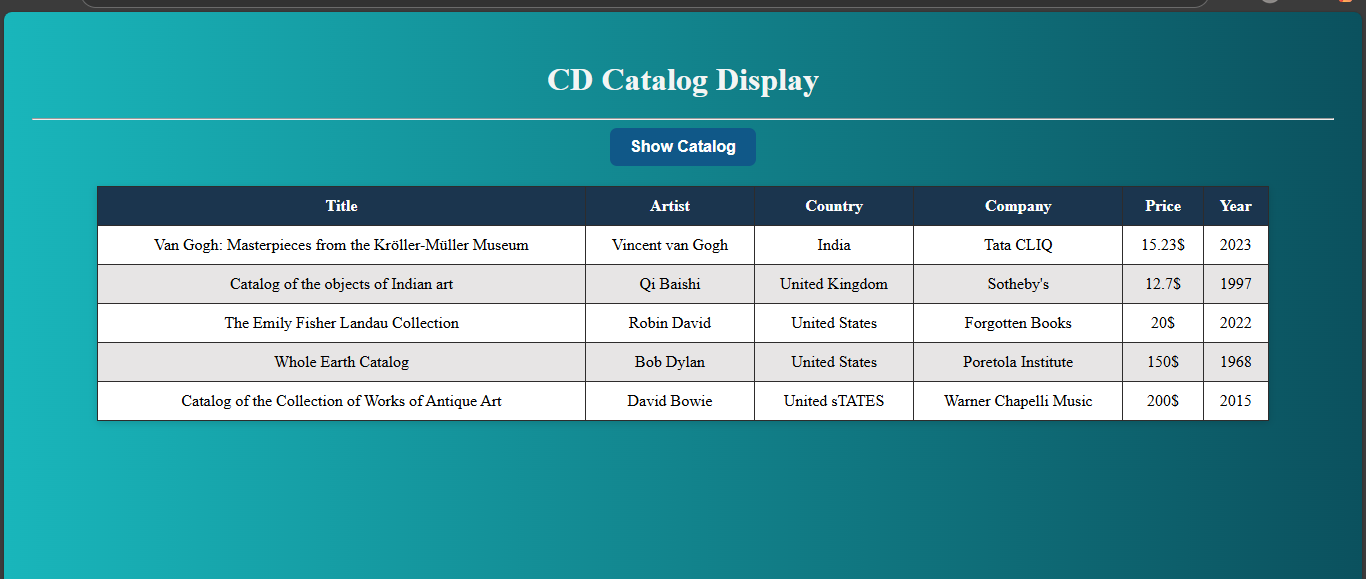 CD Catalog Display
Show Catalog
Title Artist Country Company Price Year
Van Gogh: Masterpieces from the Kröller-Müller Museum Vincent van Gogh India Tata CLIQ 15.23$ 2023
Catalog of the objects of Indian art Qi Baishi United Kingdom Sotheby's 12.7$ 1997
The Emily Fisher Landau Collection Robin David United States Forgotten Books 20$ 2022
Whole Earth Catalog Bob Dylan United States Poretola Institute 150$ 1968
Catalog of the Collection of Works of Antique Art David Bowie United sTATES Warner Chapelli Music 200$ 2015